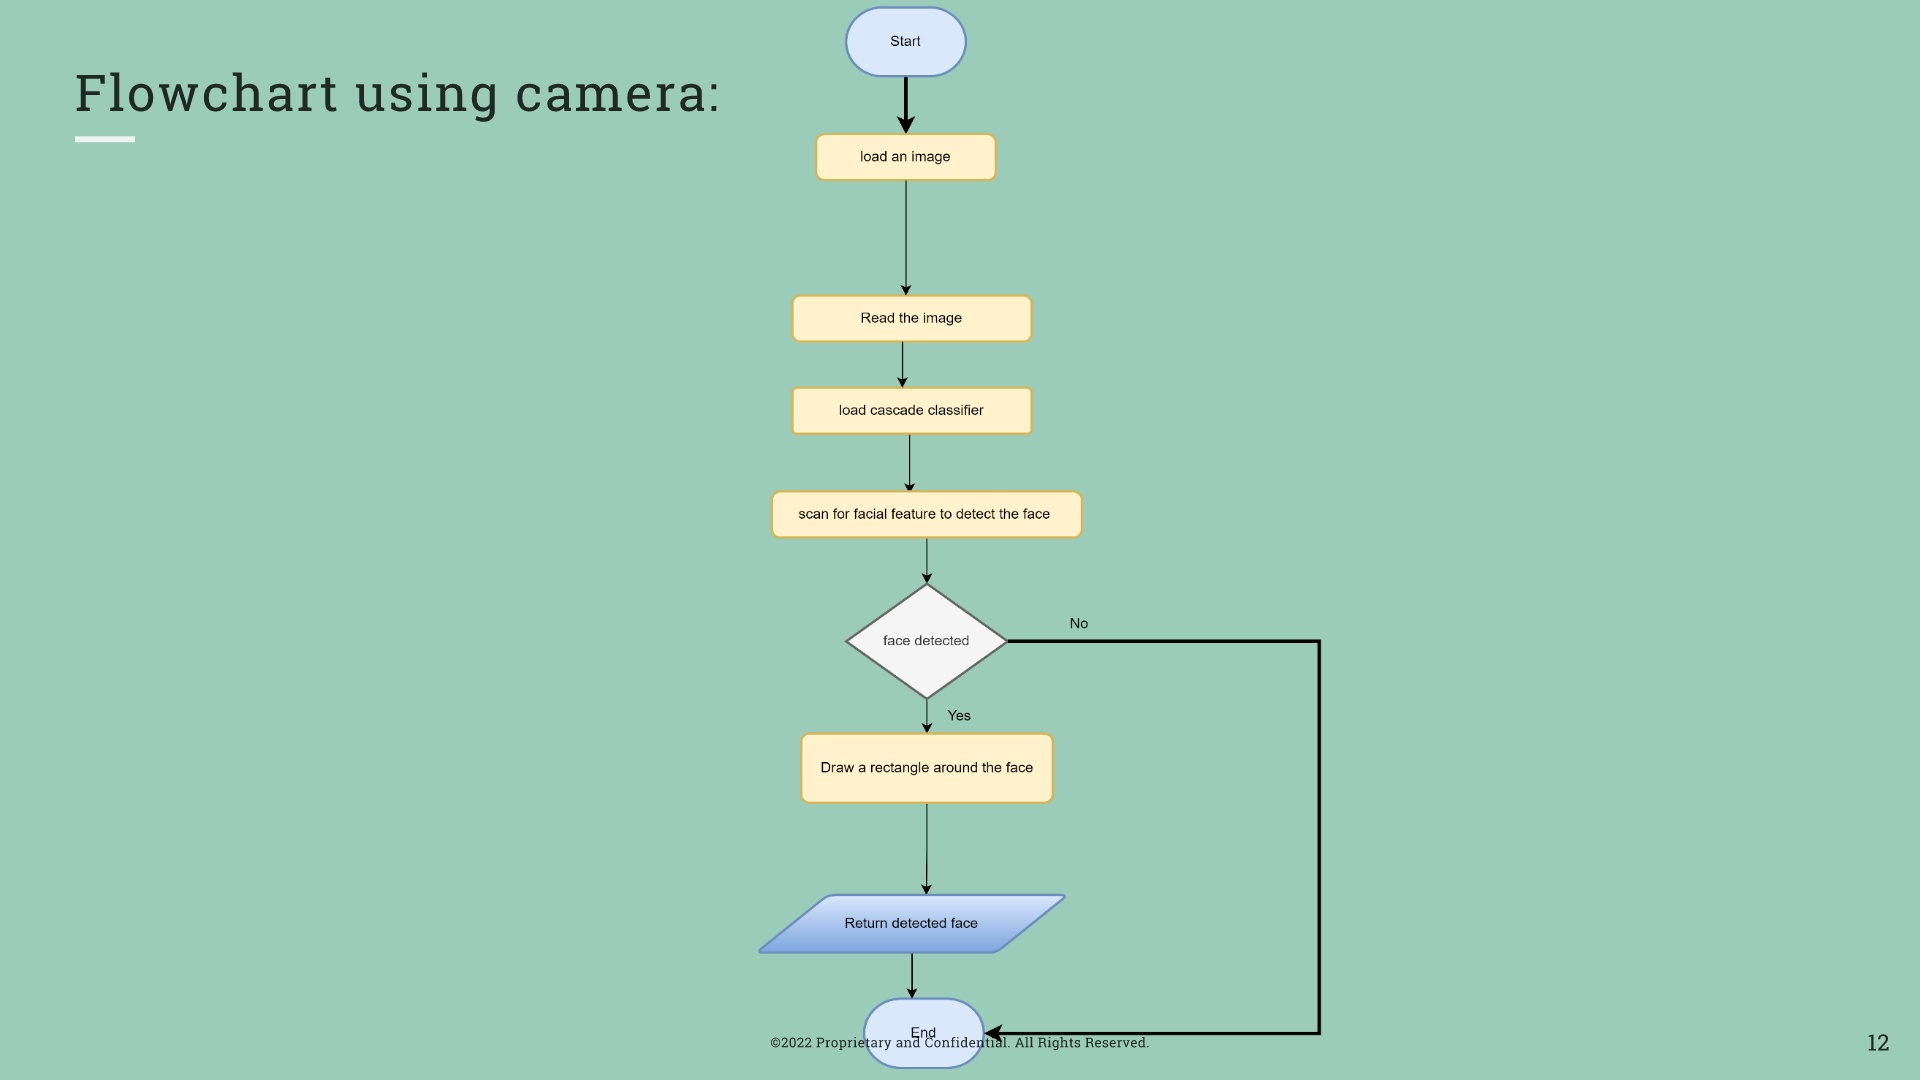 Start
Flowchart using camera:
load an image
Read the image
load cascade classifier
scan for facial feature to detect the face
No
face detected
Yes
Draw a rectangle around the face
Return detected face
End
©2022 Proprietary and Confidential. All Rights Reserved.
12